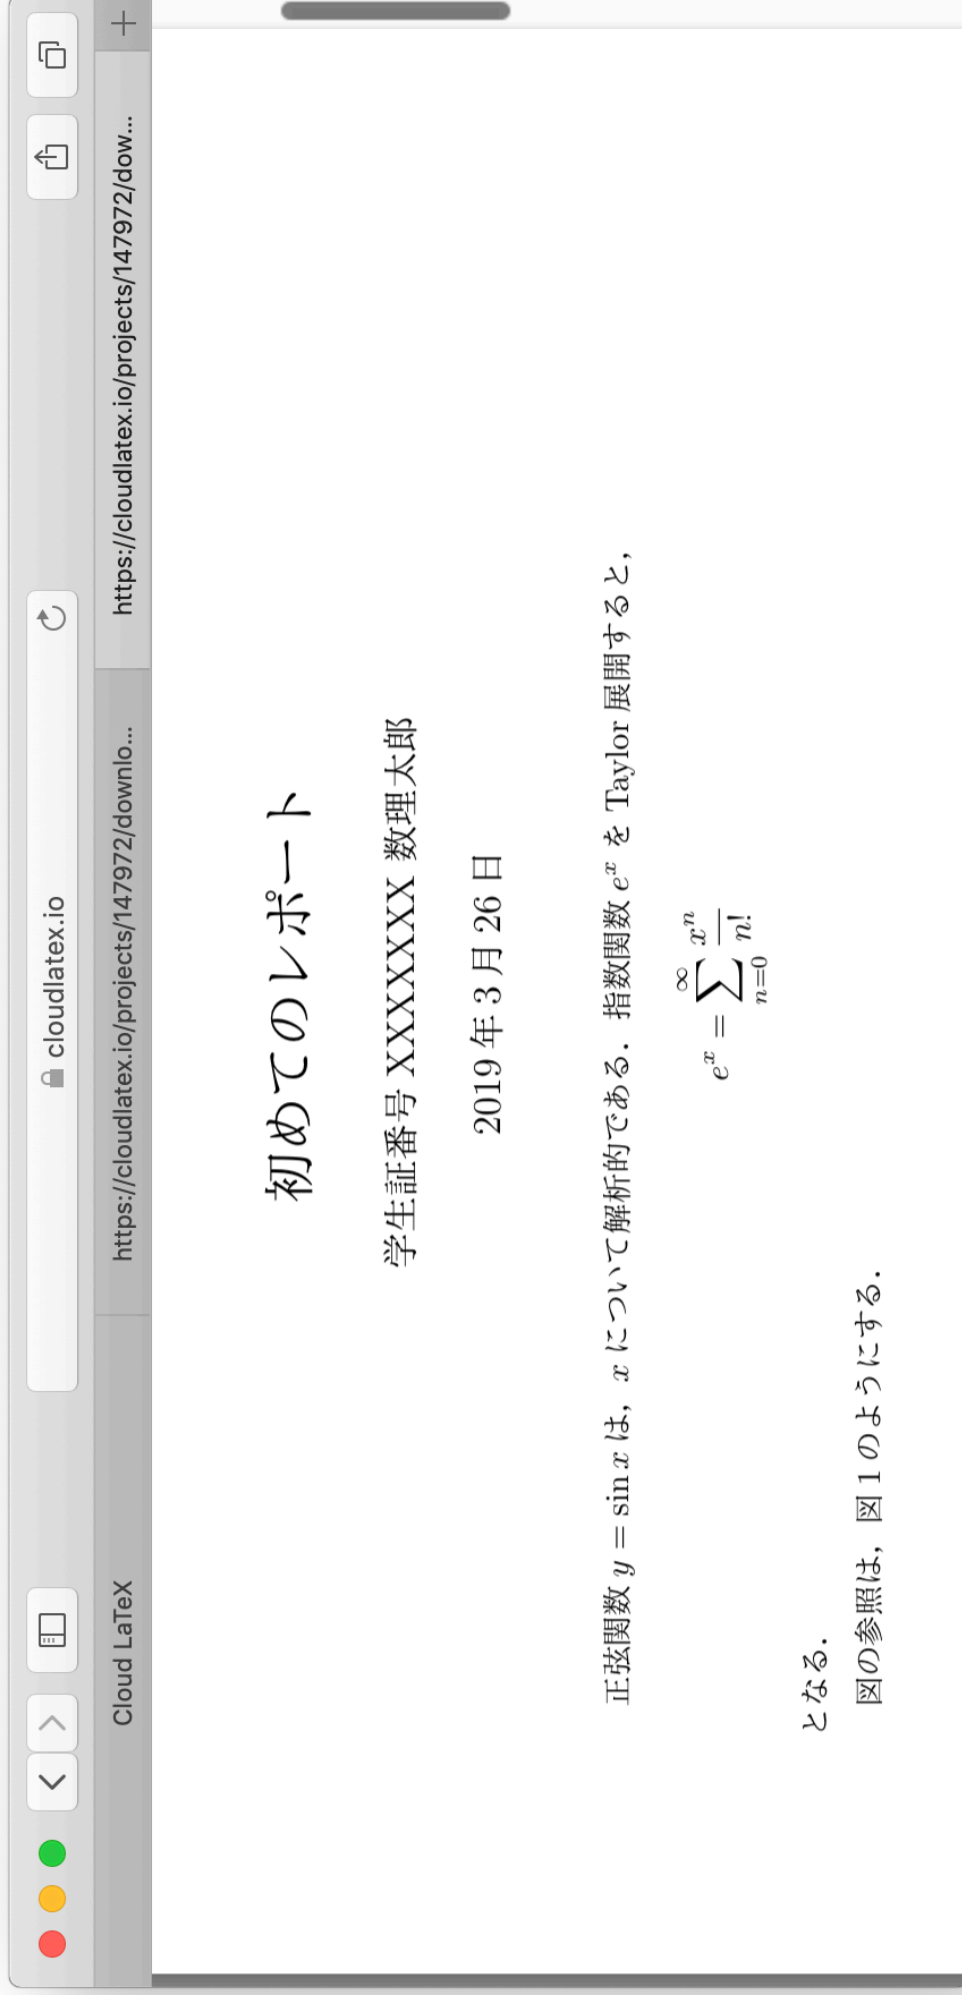 cloudlatex.io
Cloud LaTeX
https://cloudlatex.io/projects/147972/downlo...
https://cloudlatex.io/projects/147972/dow...
初めてのレポート
学生証番号 XXXXXXX 数理太郎
2019 年 3 月 26 日
正弦関数 y = sin x は，x について解析的である．指数関数 e^x を Taylor 展開すると，
e^x = ∑_{n=0}^{∞} x^n/n!
となる．
図の参照は，図 1 のようにする．